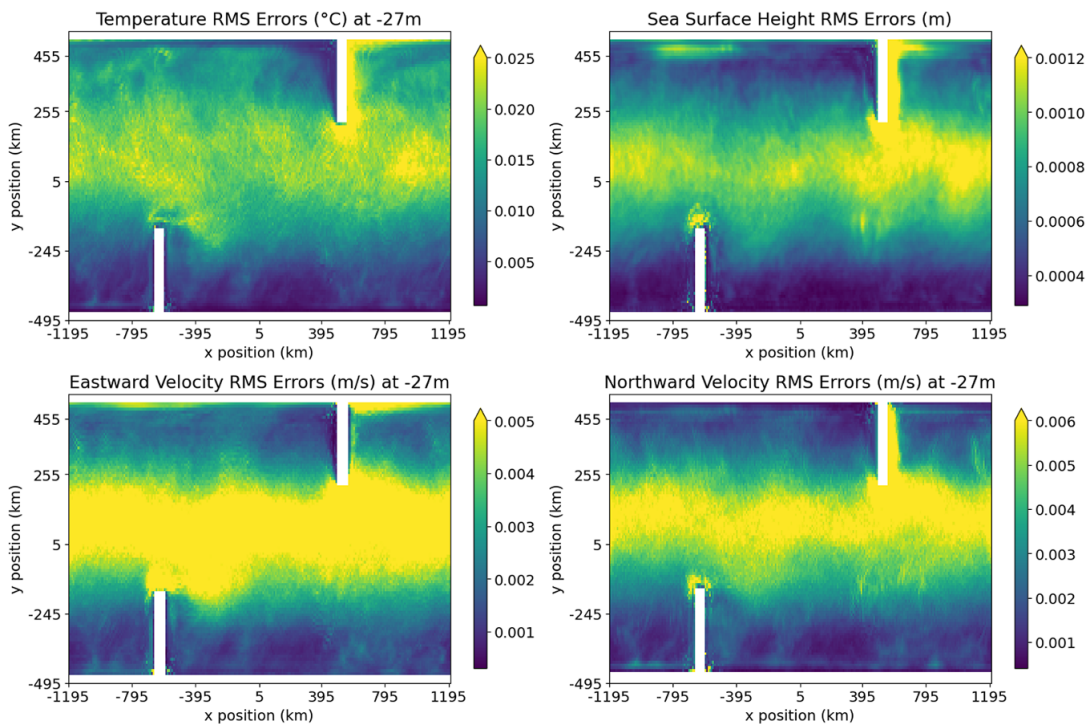 Temperature RMS Errors (°C) at -27m
455
255
5
-245
-495
y position (km)
-1195 -795 -395 5 395 795 1195
x position (km)
0.025
0.020
0.015
0.010
0.005
Sea Surface Height RMS Errors (m)
455
255
5
-245
-495
y position (km)
-1195 -795 -395 5 395 795 1195
x position (km)
0.0012
0.0010
0.0008
0.0006
0.0004
Eastward Velocity RMS Errors (m/s) at -27m
455
255
5
-245
-495
y position (km)
-1195 -795 -395 5 395 795 1195
x position (km)
0.005
0.004
0.003
0.002
0.001
Northward Velocity RMS Errors (m/s) at -27m
455
255
5
-245
-495
y position (km)
-1195 -795 -395 5 395 795 1195
x position (km)
0.006
0.005
0.004
0.003
0.002
0.001